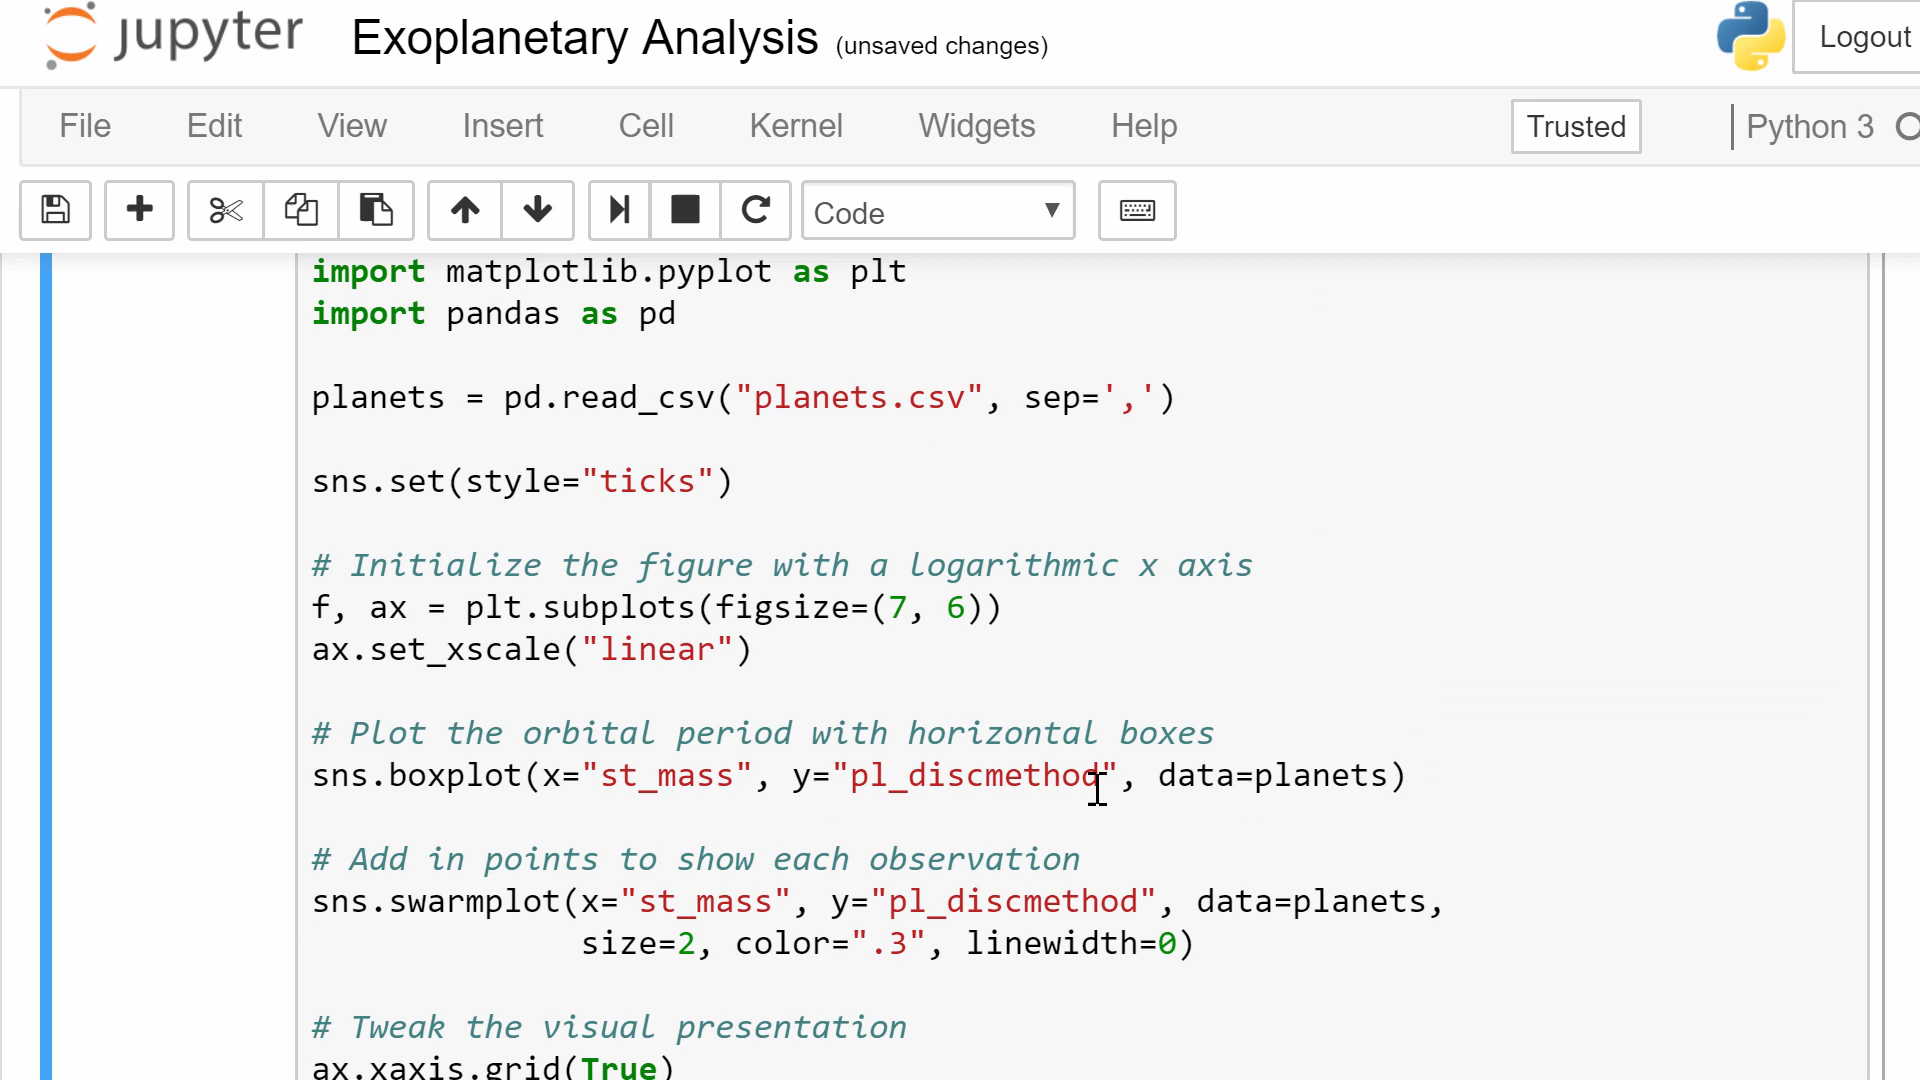 jupyter Exoplanetary Analysis (unsaved changes) Logout
File Edit View Insert Cell Kernel Widgets Help Trusted Python 3
Code
import matplotlib.pyplot as plt
import pandas as pd
planets = pd.read_csv("planets.csv", sep=',')
sns.set(style="ticks")
# Initialize the figure with a logarithmic x axis
f, ax = plt.subplots(figsize=(7, 6))
ax.set_xscale("linear")
# Plot the orbital period with horizontal boxes
sns.boxplot(x="st_mass", y="pl_discmethod", data=planets)
# Add in points to show each observation
sns.swarmplot(x="st_mass", y="pl_discmethod", data=planets,
size=2, color=".3", linewidth=0)
# Tweak the visual presentation
ax.xaxis.grid(True)